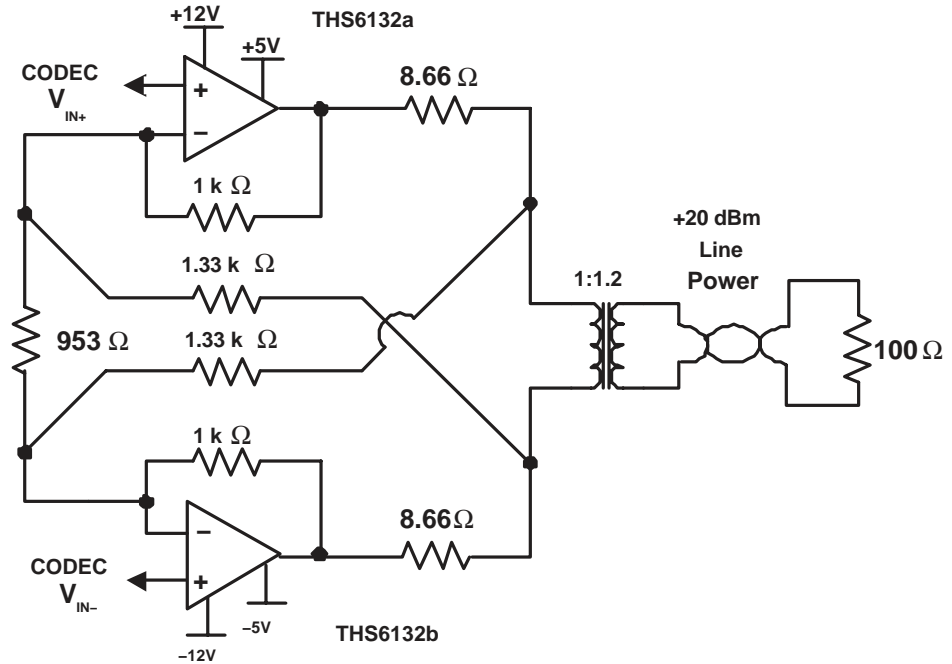 +12V
THS6132a
+5V
CODEC
VIN+
+
−
8.66 Ω
1 k Ω
1.33 k Ω
953 Ω
1.33 k Ω
1:1.2
+20 dBm
Line
Power
100 Ω
1 k Ω
8.66 Ω
−
+
CODEC
VIN−
−5V
−12V
THS6132b